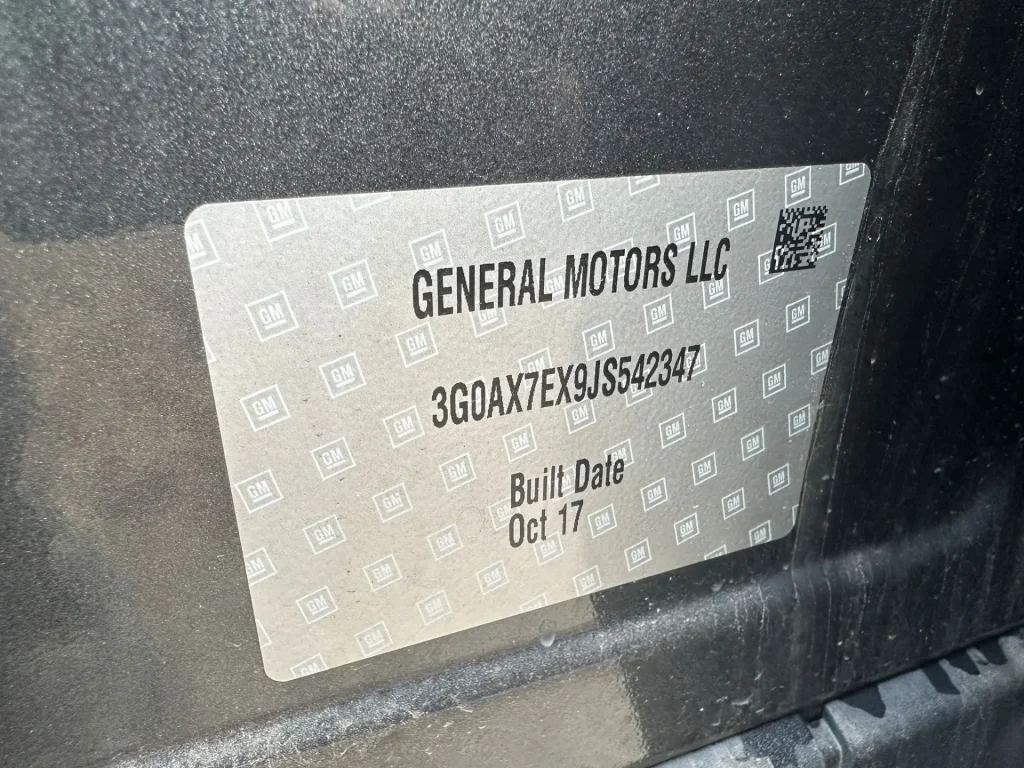 GENERAL MOTORS LLC
3G0AX7EX9JS542347
Built Date
Oct 17